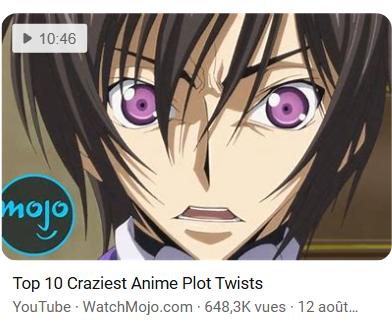 10:46
mojo
Top 10 Craziest Anime Plot Twists
YouTube · WatchMojo.com · 648,3K vues · 12 août…